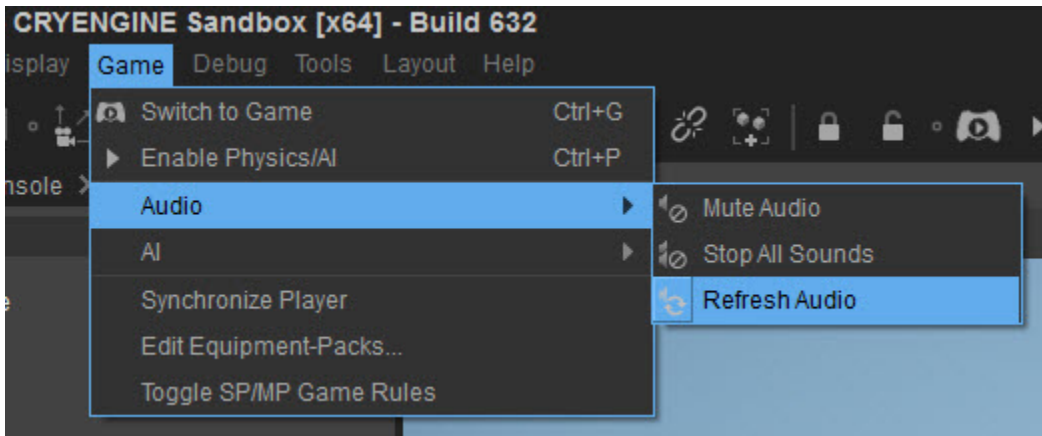 CRYENGINE Sandbox [x64] - Build 632
isplay Game Debug Tools Layout Help
Switch to Game Ctrl+G
Enable Physics/AI Ctrl+P
nsole
Audio
Mute Audio
AI
Stop All Sounds
Synchronize Player
Refresh Audio
Edit Equipment-Packs...
Toggle SP/MP Game Rules